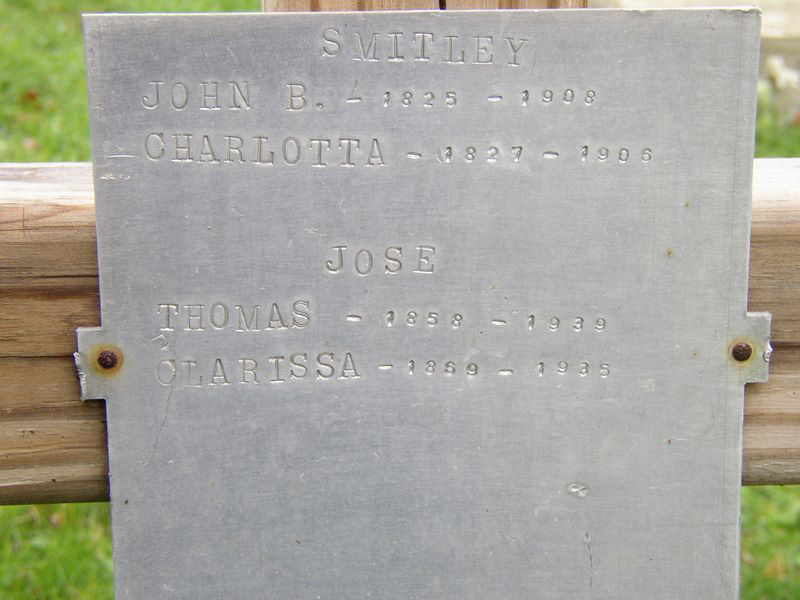 SMITLEY
JOHN B. - 1825 - 1908
CHARLOTTA - 1827 - 1906
JOSE
THOMAS - 1858 - 1939
CLARISSA - 1869 - 1935